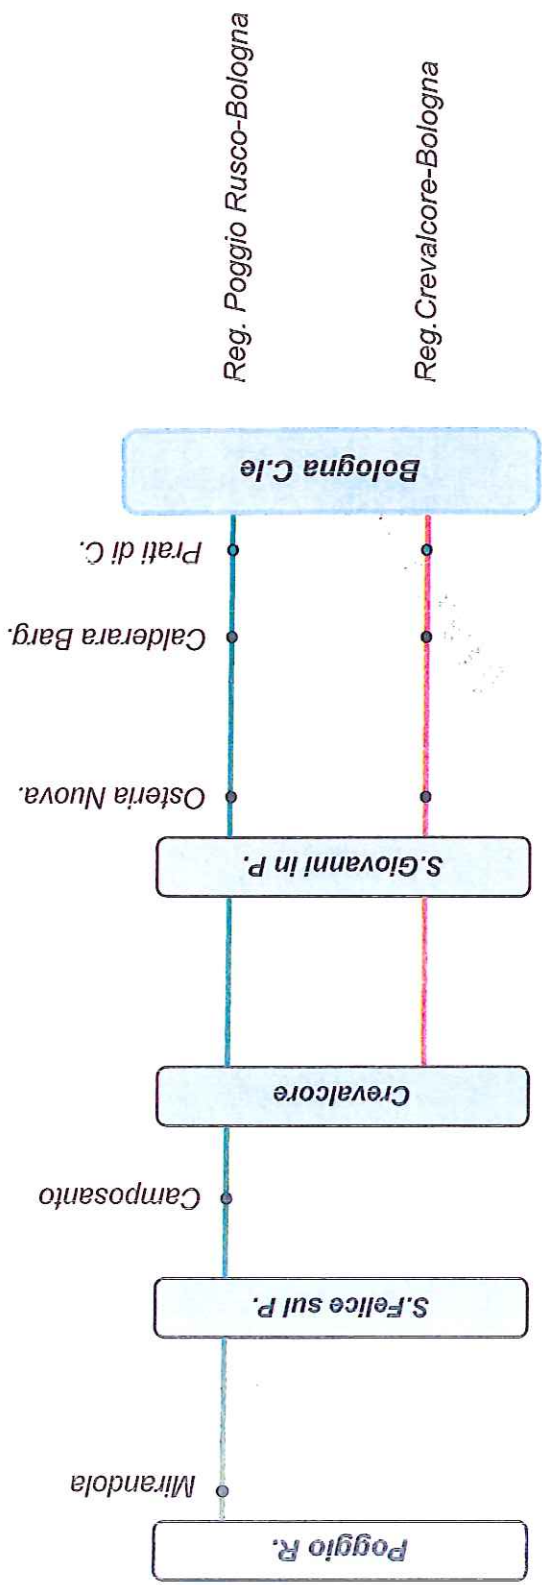 Poggio R.
Mirandola
S.Felice sul P.
Camposanto
Crevalcore
S.Giovanni in P.
Osteria Nuova.
Calderara Barg.
Prati di C.
Bologna C.le
Reg.Crevalcore-Bologna
Reg. Poggio Rusco-Bologna